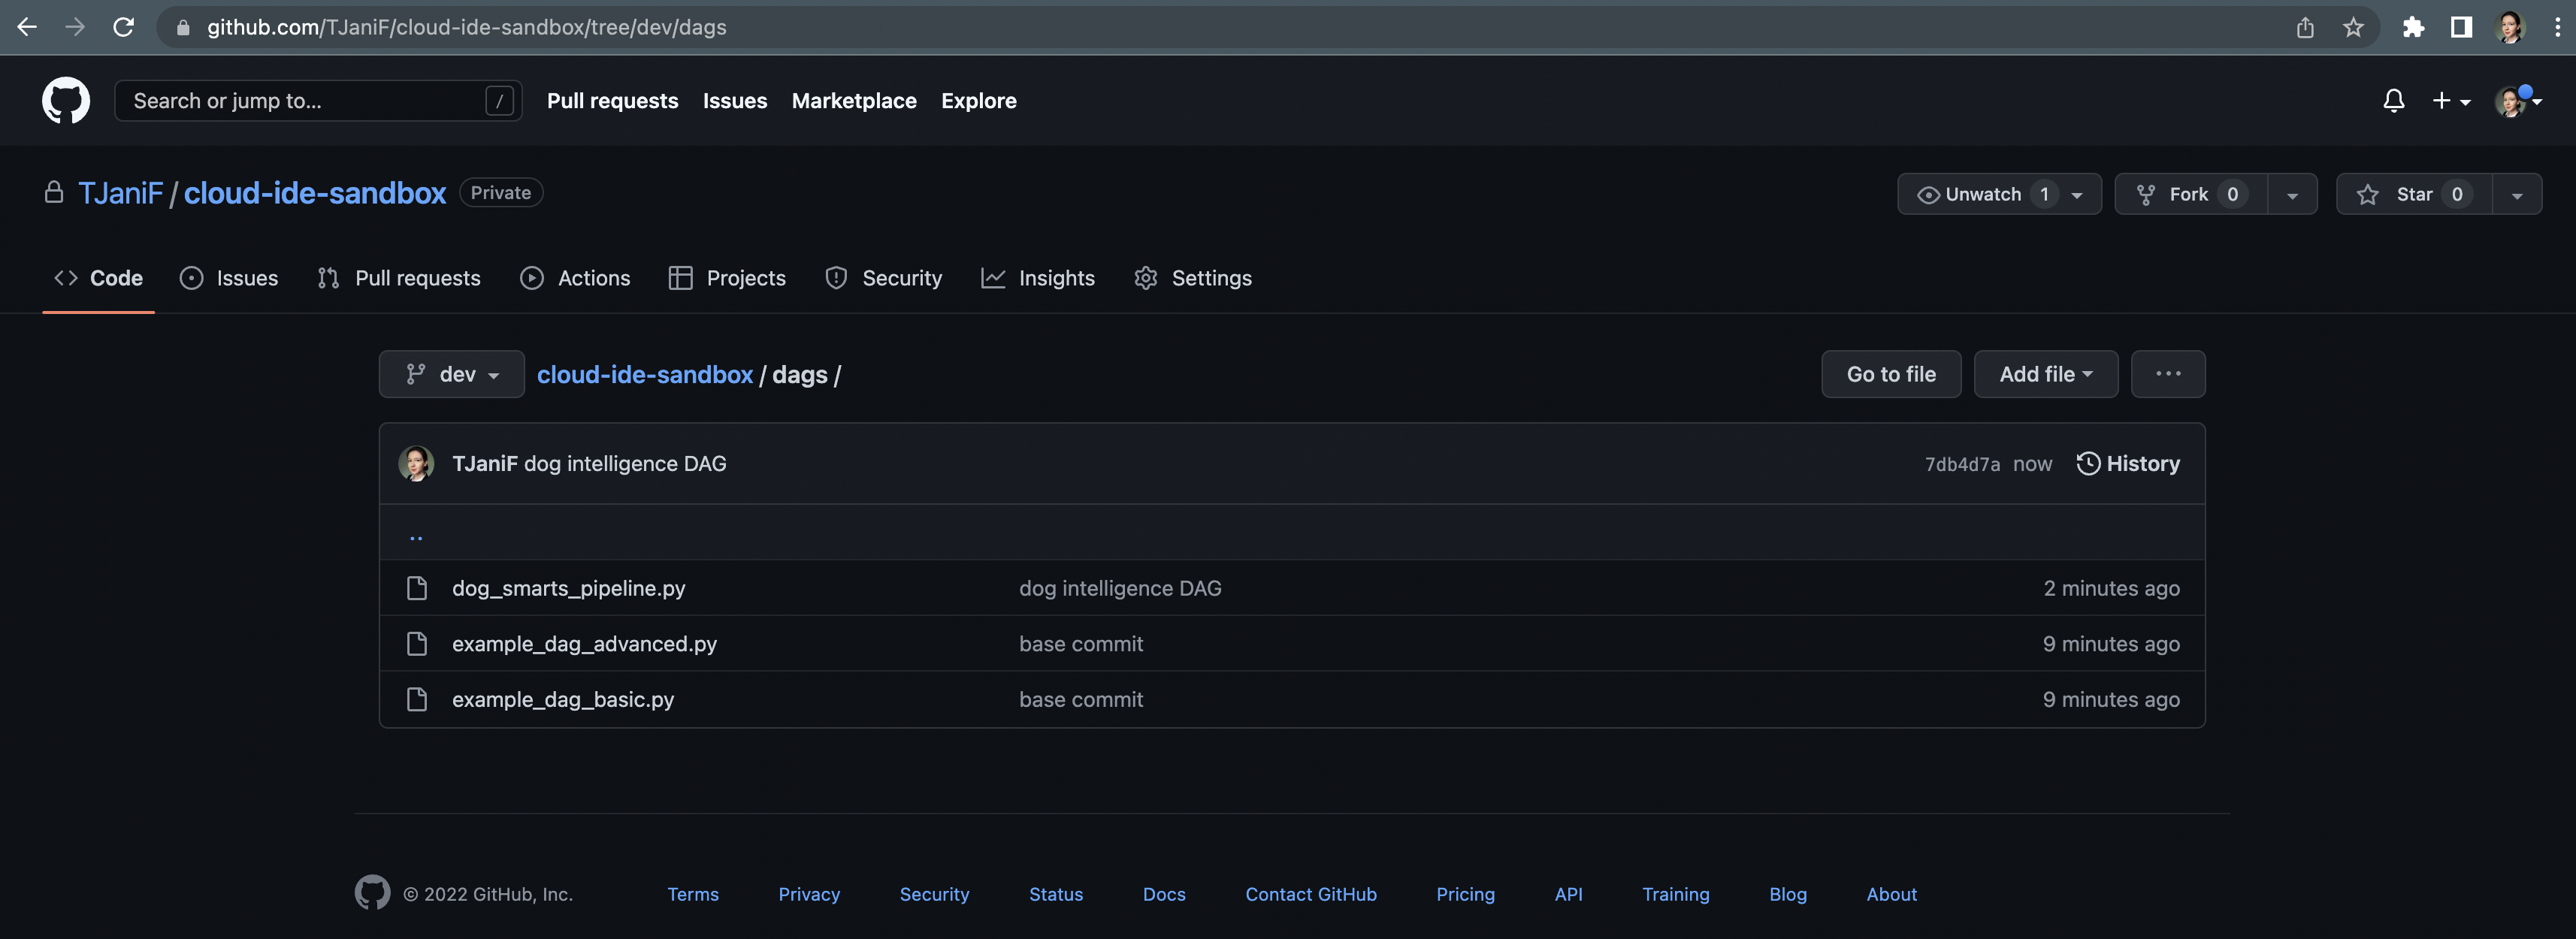 github.com/TJaniF/cloud-ide-sandbox/tree/dev/dags
Search or jump to... / Pull requests Issues Marketplace Explore
TJaniF / cloud-ide-sandbox Private Unwatch 1 Fork 0 Star 0
Code Issues Pull requests Actions Projects Security Insights Settings
dev cloud-ide-sandbox / dags / Go to file Add file ...
TJaniF dog intelligence DAG 7db4d7a now History
..
dog_smarts_pipeline.py dog intelligence DAG 2 minutes ago
example_dag_advanced.py base commit 9 minutes ago
example_dag_basic.py base commit 9 minutes ago
© 2022 GitHub, Inc. Terms Privacy Security Status Docs Contact GitHub Pricing API Training Blog About